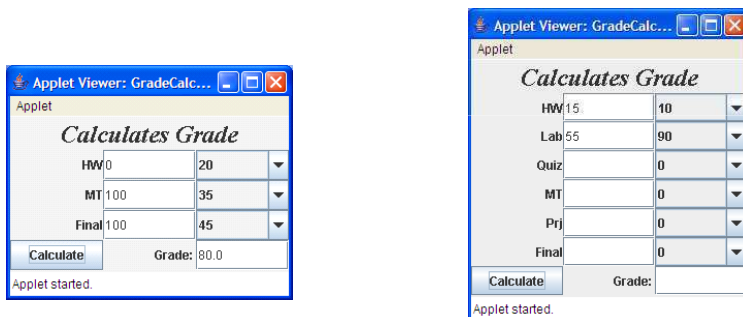 Applet Viewer: GradeCalc...
Applet
Calculates Grade
HW 0 20
MT 100 35
Final 100 45
Calculate Grade: 80.0
Applet started.
Applet Viewer: GradeCalc...
Applet
Calculates Grade
HW 15 10
Lab 55 90
Quiz 0
MT 0
Prj 0
Final 0
Calculate Grade:
Applet started.